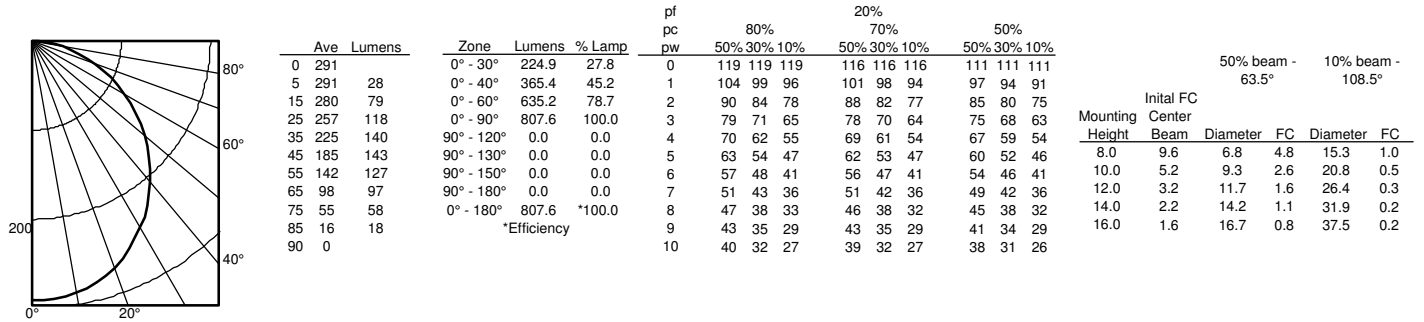 80°
60°
40°
200
0° 20°
Ave Lumens
0 291
5 291 28
15 280 79
25 257 118
35 225 140
45 185 143
55 142 127
65 98 97
75 55 58
85 16 18
90 0
Zone Lumens % Lamp
0° - 30° 224.9 27.8
0° - 40° 365.4 45.2
0° - 60° 635.2 78.7
0° - 90° 807.6 100.0
90° - 120° 0.0 0.0
90° - 130° 0.0 0.0
90° - 150° 0.0 0.0
90° - 180° 0.0 0.0
0° - 180° 807.6 *100.0
*Efficiency
pf 20%
pc 80% 70% 50%
pw 50% 30% 10% 50% 30% 10% 50% 30% 10%
0 119 119 119 116 116 116 111 111 111
1 104 99 96 101 98 94 97 94 91
2 90 84 78 88 82 77 85 80 75
3 79 71 65 78 70 64 75 68 63
4 70 62 55 69 61 54 67 59 54
5 63 54 47 62 53 47 60 52 46
6 57 48 41 56 47 41 54 46 41
7 51 43 36 51 42 36 49 42 36
8 47 38 33 46 38 32 45 38 32
9 43 35 29 43 35 29 41 34 29
10 40 32 27 39 32 27 38 31 26
50% beam - 10% beam -
63.5° 108.5°
Inital FC
Mounting Center
Height Beam Diameter FC Diameter FC
8.0 9.6 6.8 4.8 15.3 1.0
10.0 5.2 9.3 2.6 20.8 0.5
12.0 3.2 11.7 1.6 26.4 0.3
14.0 2.2 14.2 1.1 31.9 0.2
16.0 1.6 16.7 0.8 37.5 0.2